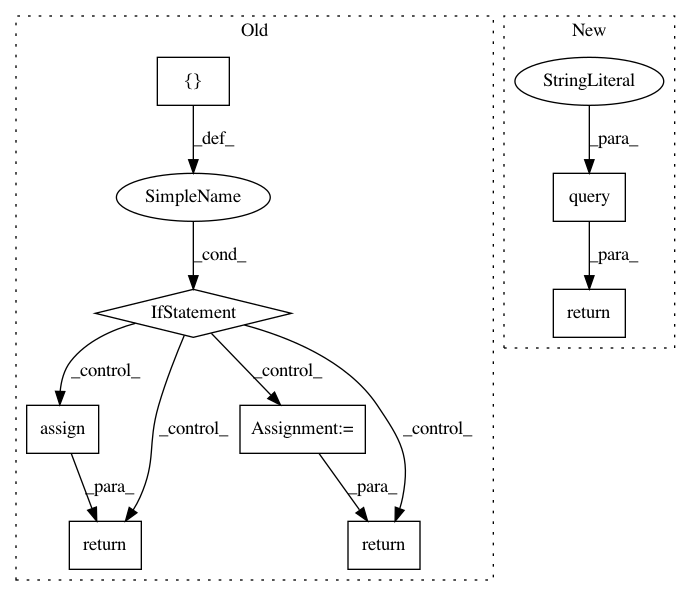 Old
New
{}
StringLiteral
_def_
_para_
SimpleName
query
_cond_
_para_
IfStatement
return
_control_
_control_
_control_
_control_
assign
Assignment:=
_para_
_para_
return
return